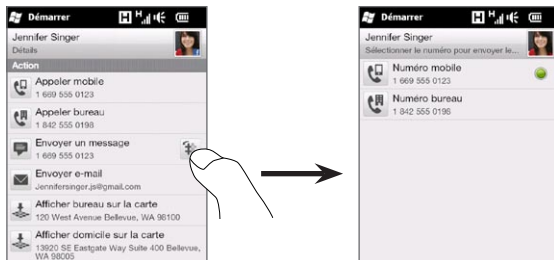 Démarrer
Jennifer Singer
Détails
Action
Appeler mobile
1 669 555 0123
Appeler bureau
1 842 555 0198
Envoyer un message
1 669 555 0123
Envoyer e-mail
Jennifersinger.js@gmail.com
Afficher bureau sur la carte
120 West Avenue Bellevue, WA 98100
Afficher domicile sur la carte
13920 SE Eastgate Way Suite 400 Bellevue,
WA 98005
Démarrer
Jennifer Singer
Sélectionner le numéro pour envoyer le...
Numéro mobile
1 669 555 0123
Numéro bureau
1 842 555 0198